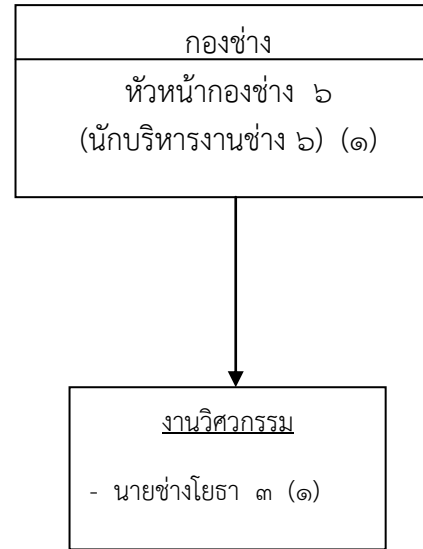 กองช่าง
หัวหน้ากองช่าง ๖
(นักบริหารงานช่าง ๖) (๑)
งานวิศวกรรม
- นายช่างโยธา ๓ (๑)